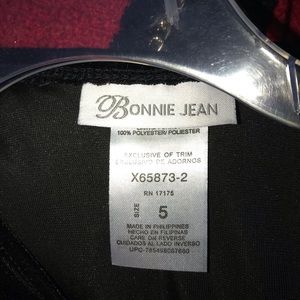 BONNIE JEAN
100% POLYESTER/ POLIESTER
EXCLUSIVE OF TRIM
EXCLUSIVO DE ADORNOS
X65873-2
RN 17175
SIZE 5
MADE IN PHILIPPINES
HECHO EN FILIPINAS
CARE ON REVERSE
CUIDADOS AL LADO INVERSO